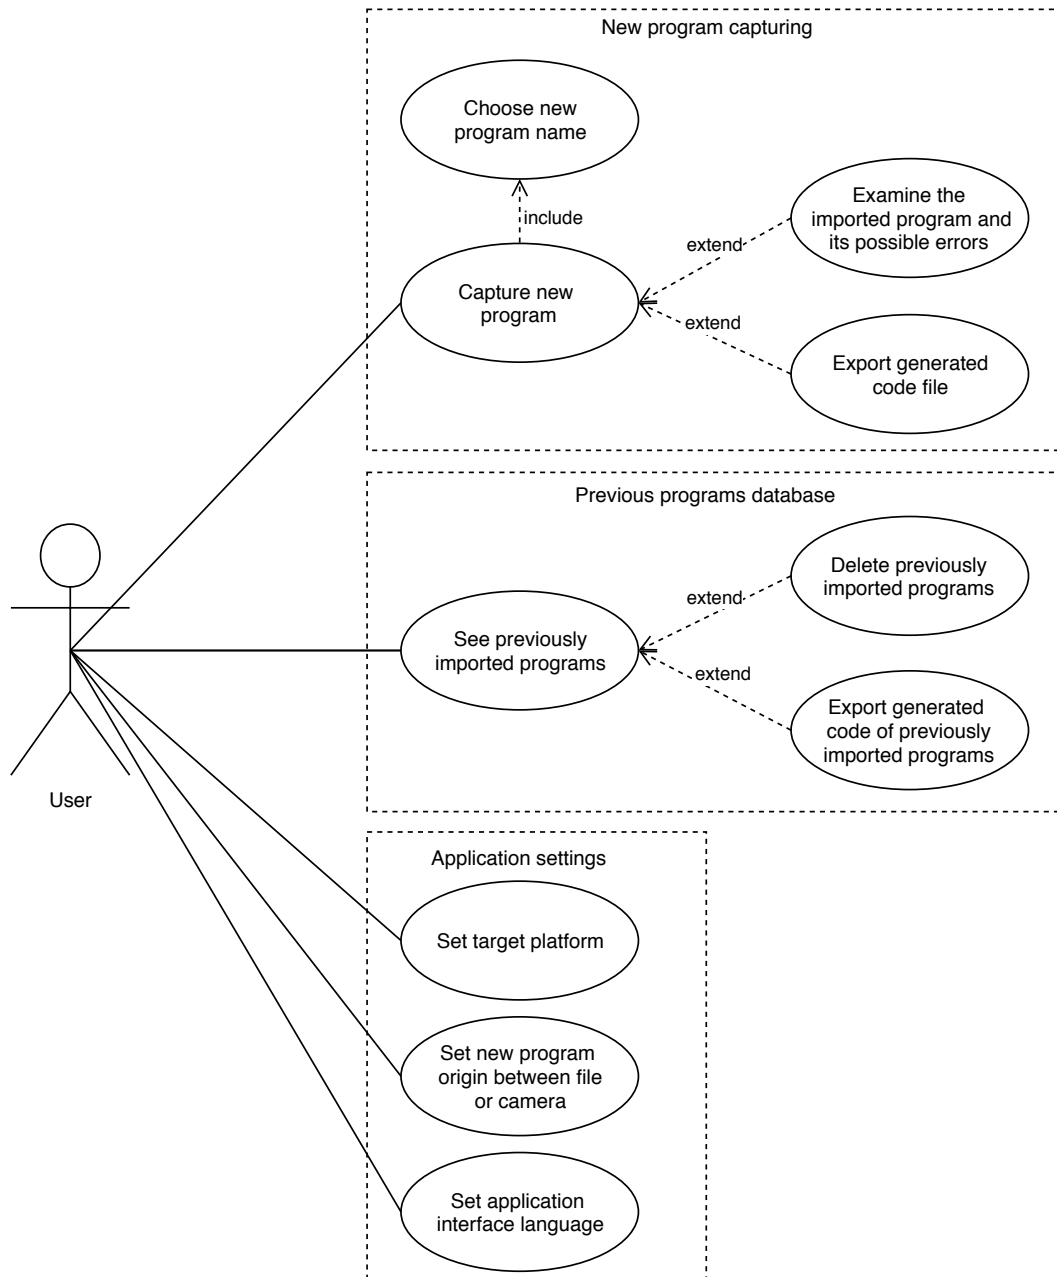 New program capturing
Choose new
program name
include
Capture new
program
extend
Examine the
imported program and
its possible errors
extend
Export generated
code file
Previous programs database
See previously
imported programs
extend
Delete previously
imported programs
extend
Export generated
code of previously
imported programs
User
Application settings
Set target platform
Set new program
origin between file
or camera
Set application
interface language